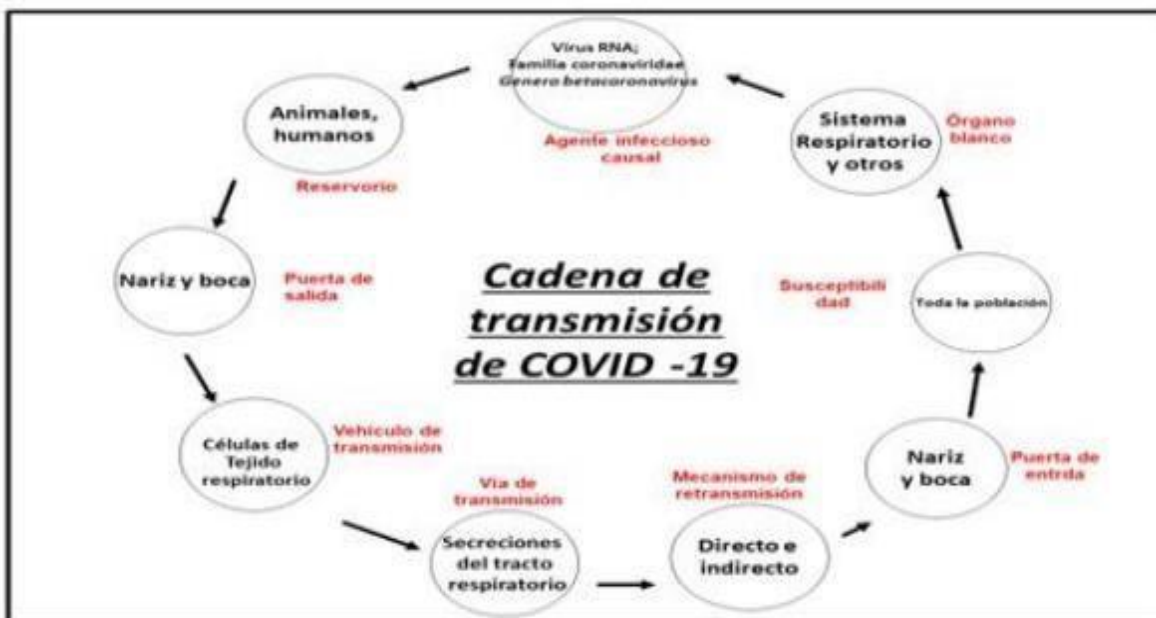 Virus RNA;
Familia coronaviridae
Genera betacoronavirus
Agente infeccioso
causal
Animales,
humanos
Reservorio
Nariz y boca
Puerta de
salida
Células de
Tejido
respiratorio
Vehículo de
transmisión
Vía de
transmisión
Secreciones
del tracto
respiratorio
Mecanismo de
retransmisión
Directo e
indirecto
Nariz
y boca
Puerta de
entrda
Toda la población
Susceptibili
dad
Sistema
Respiratorio
y otros
Órgano
blanco
Cadena de
transmisión
de COVID -19